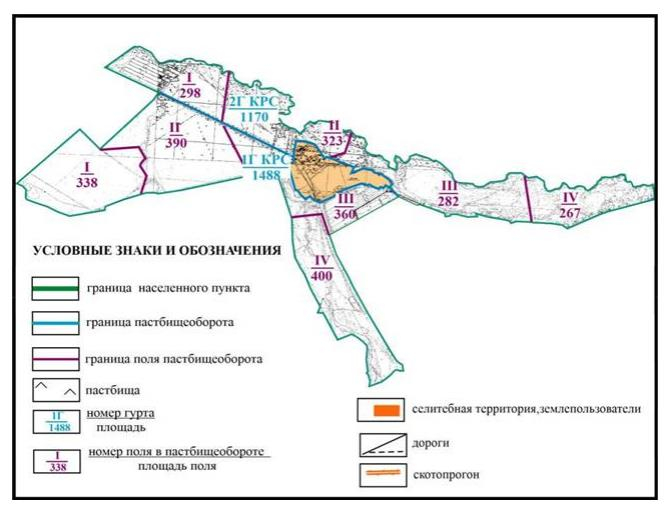 I
298
2Г КРС
1170
II
323
II
390
1Г КРС
1488
I
338
III
360
III
282
IV
267
IV
400
УСЛОВНЫЕ ЗНАКИ И ОБОЗНАЧЕНИЯ
граница населенного пункта
граница пастбищеоборота
граница поля пастбищеоборота
пастбища
1Г
1488
номер гурта
площадь
I
338
номер поля в пастбищеобороте
площадь поля
селитебная территория,землепользователи
дороги
скотопрогон